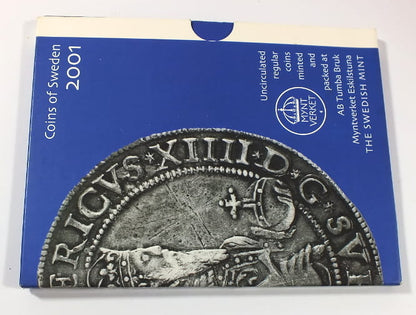 Coins of Sweden
2001
Uncirculated
regular
coins
minted
and
packed at
AB Tumba Bruk
Myntverket Eskilstuna
THE SWEDISH MINT
MYNT
VERKET
ERICVS*XIIII*D*G*SVE